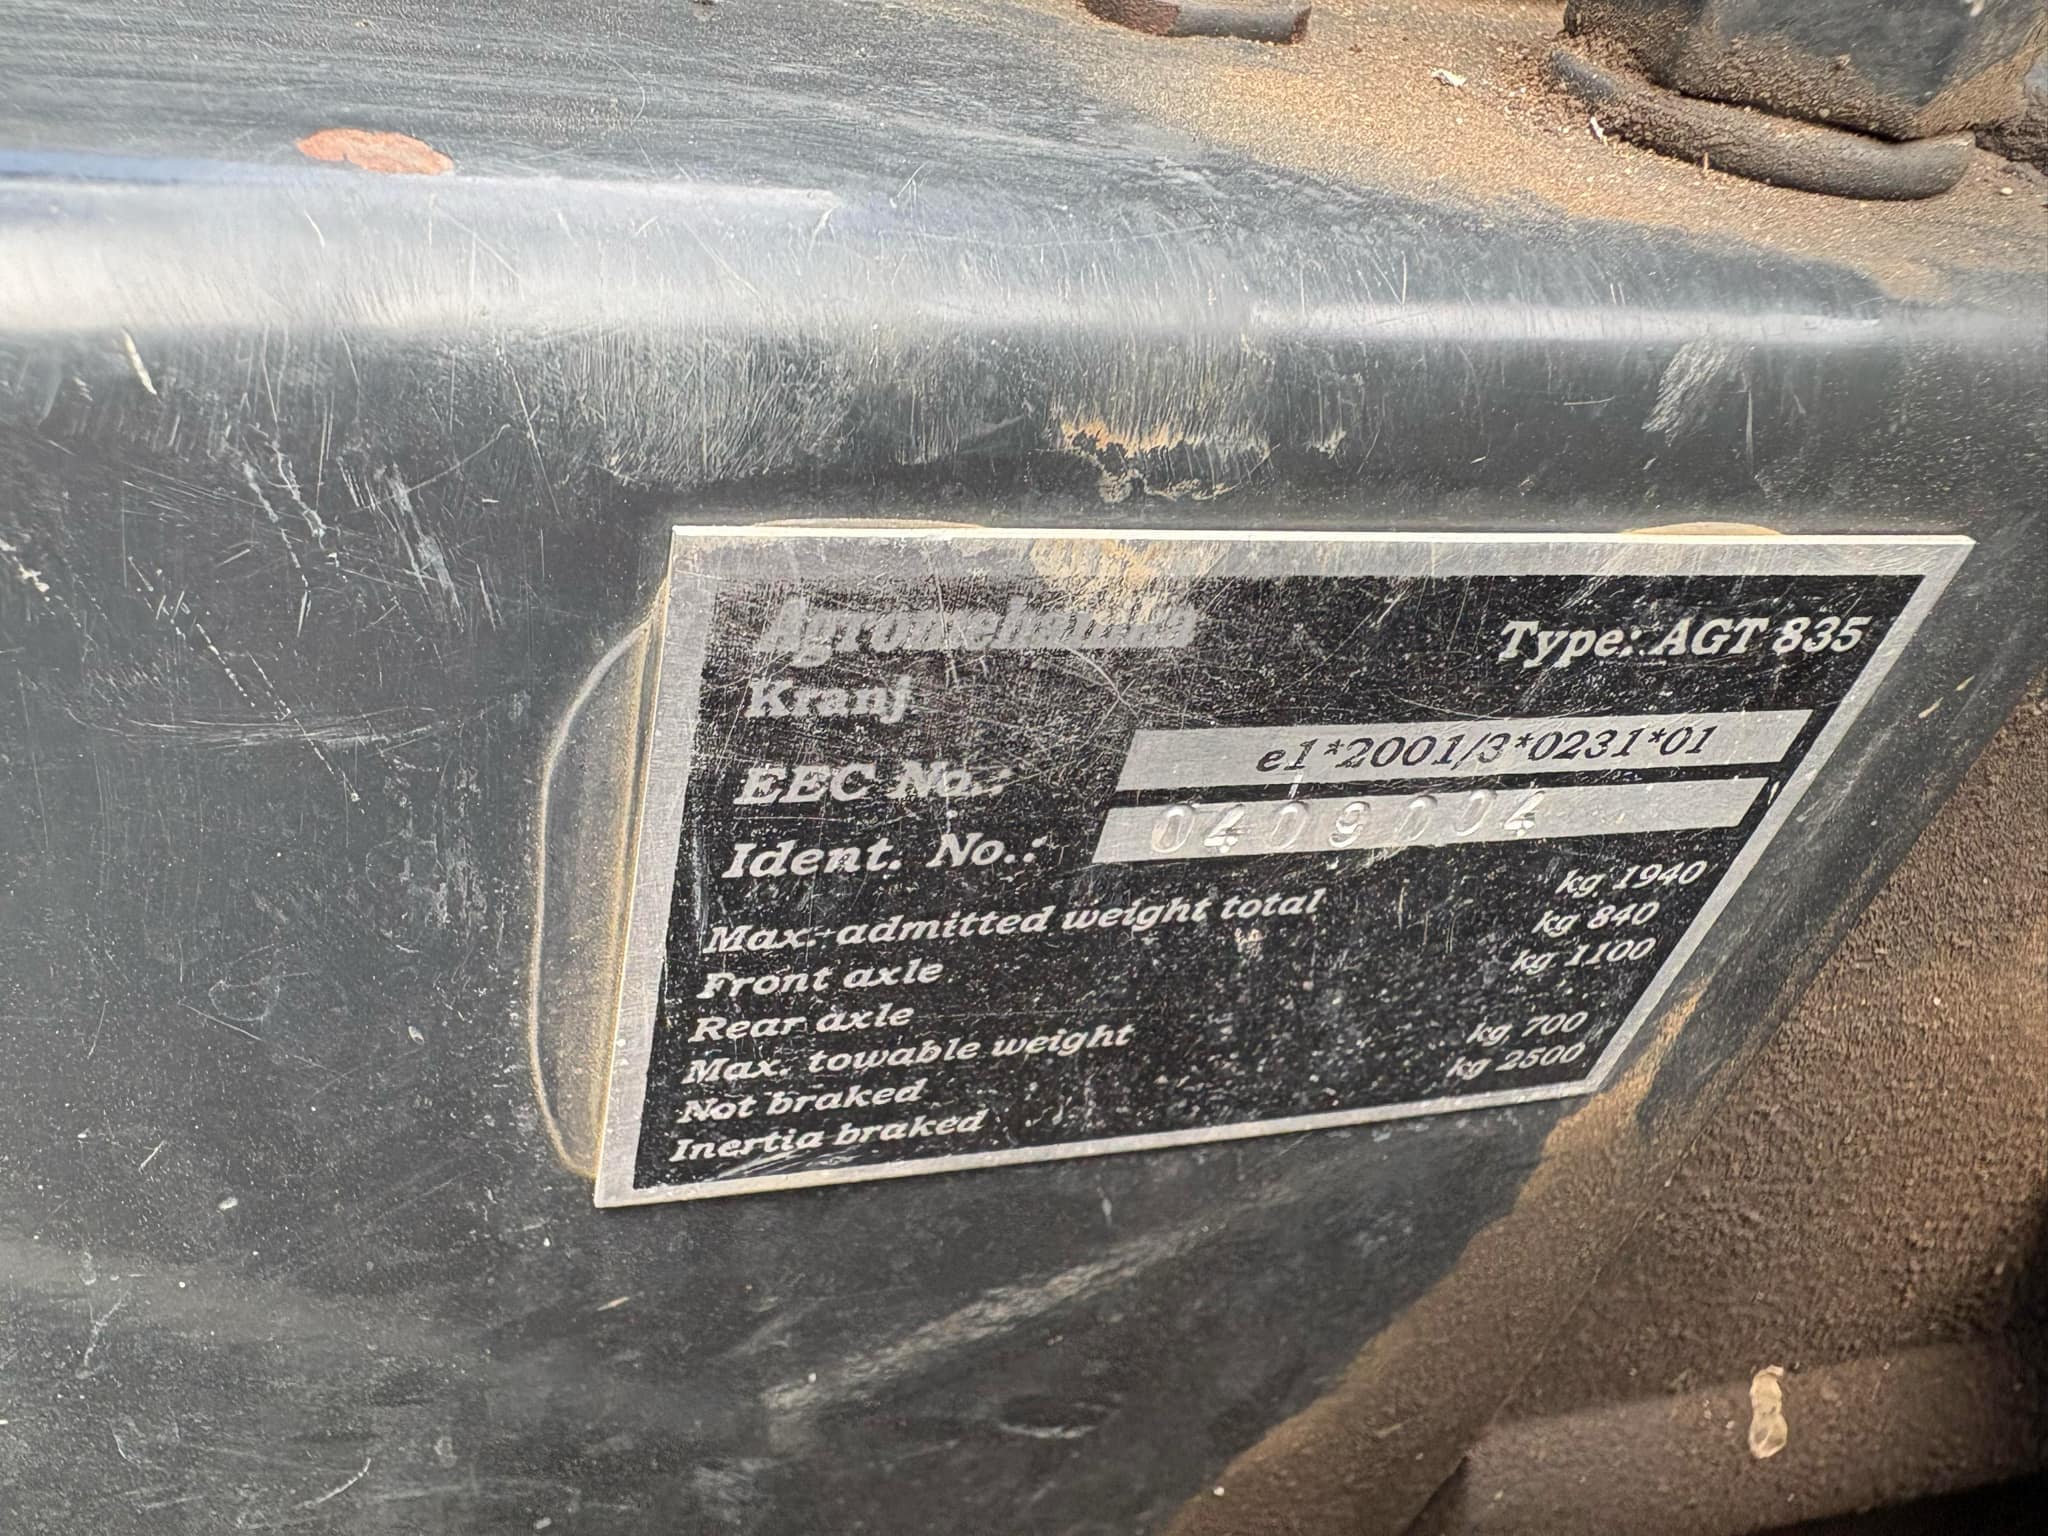 Agromehanika
Kranj
Type: AGT 835
EEC No.: e1*2001/3*0231*01
Ident. No.: 0409004
Max. admitted weight total kg 1940
Front axle kg 840
Rear axle kg 1100
Max. towable weight
Not braked kg 700
Inertia braked kg 2500